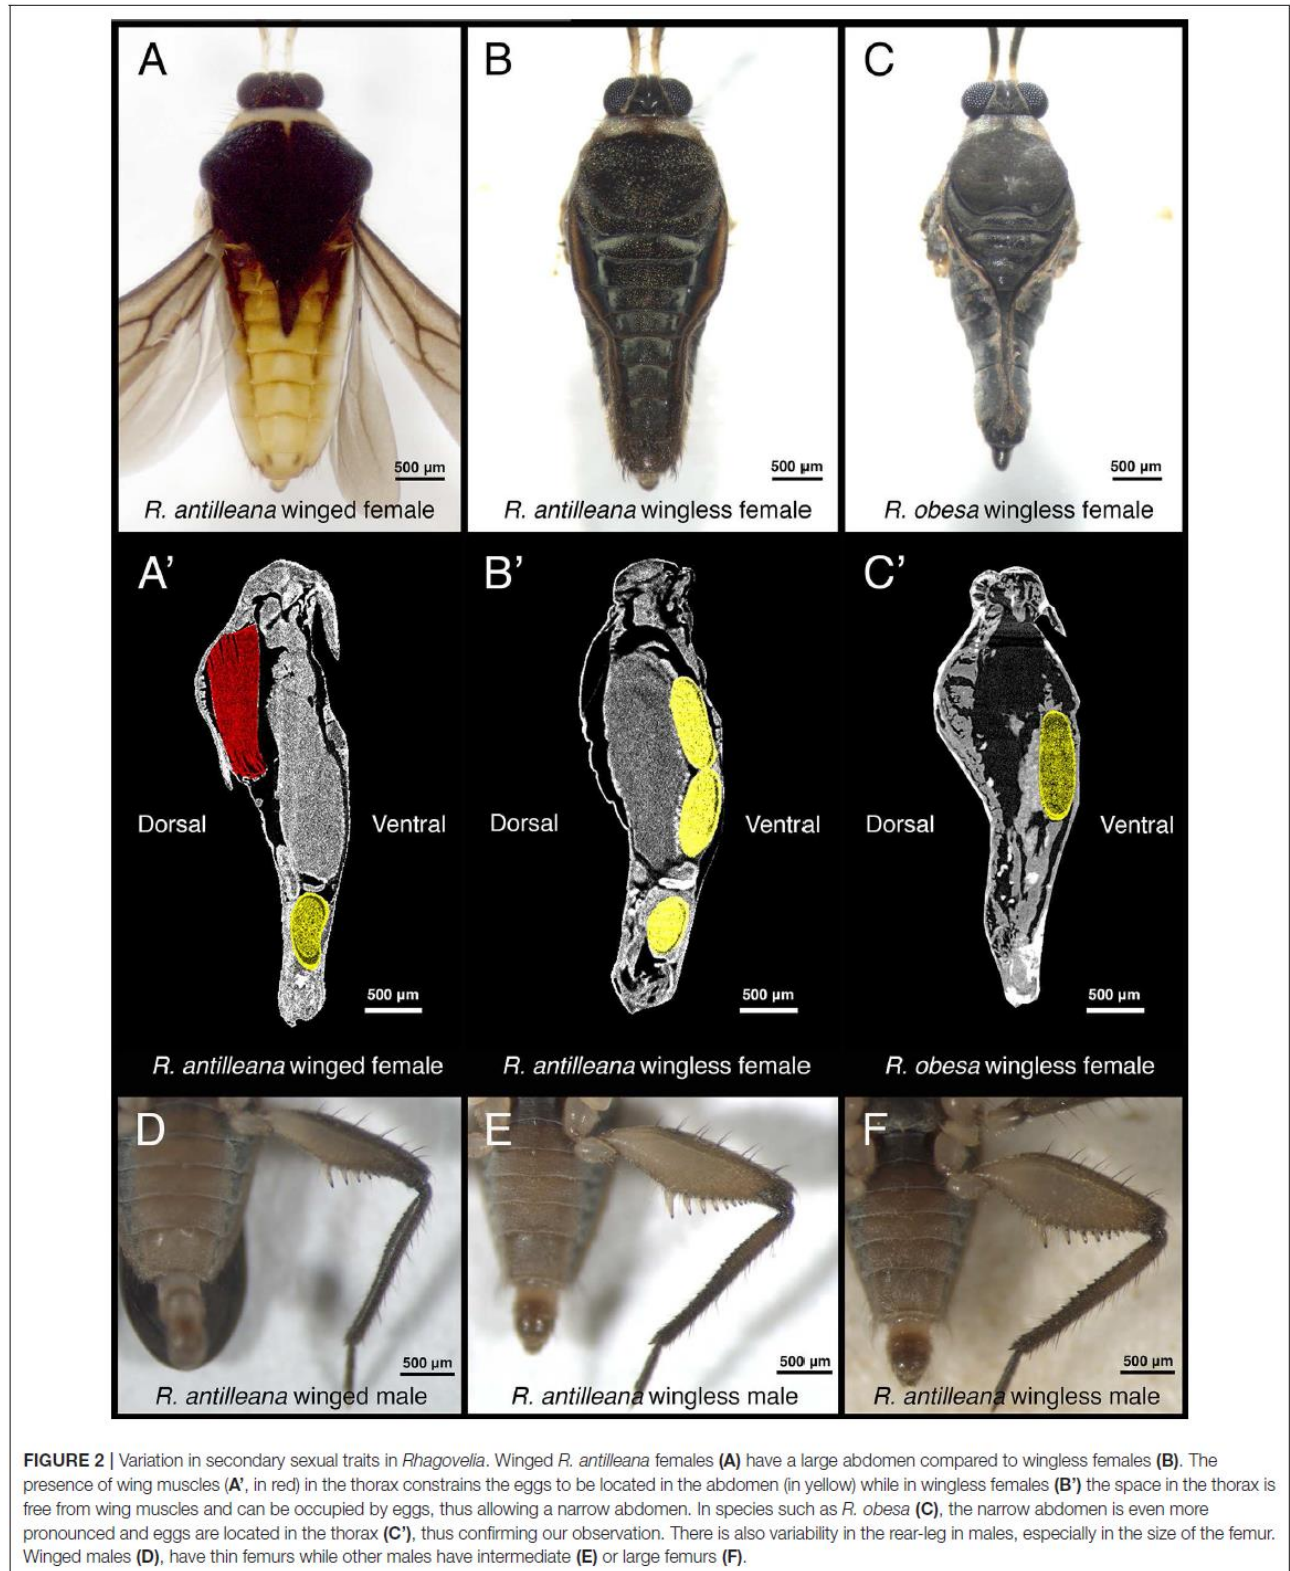 A
B
C
500 µm
500 µm
500 µm
R. antilleana winged female
R. antilleana wingless female
R. obesa wingless female
A’
B’
C’
Dorsal
Ventral
Dorsal
Ventral
Dorsal
Ventral
500 µm
500 µm
500 µm
R. antilleana winged female
R. antilleana wingless female
R. obesa wingless female
D
E
F
500 µm
500 µm
500 µm
R. antilleana winged male
R. antilleana wingless male
R. antilleana wingless male
FIGURE 2 | Variation in secondary sexual traits in Rhagovelia. Winged R. antilleana females (A) have a large abdomen compared to wingless females (B). The
presence of wing muscles (A’, in red) in the thorax constrains the eggs to be located in the abdomen (in yellow) while in wingless females (B’) the space in the thorax is
free from wing muscles and can be occupied by eggs, thus allowing a narrow abdomen. In species such as R. obesa (C), the narrow abdomen is even more
pronounced and eggs are located in the thorax (C’), thus confirming our observation. There is also variability in the rear-leg in males, especially in the size of the femur.
Winged males (D), have thin femurs while other males have intermediate (E) or large femurs (F).